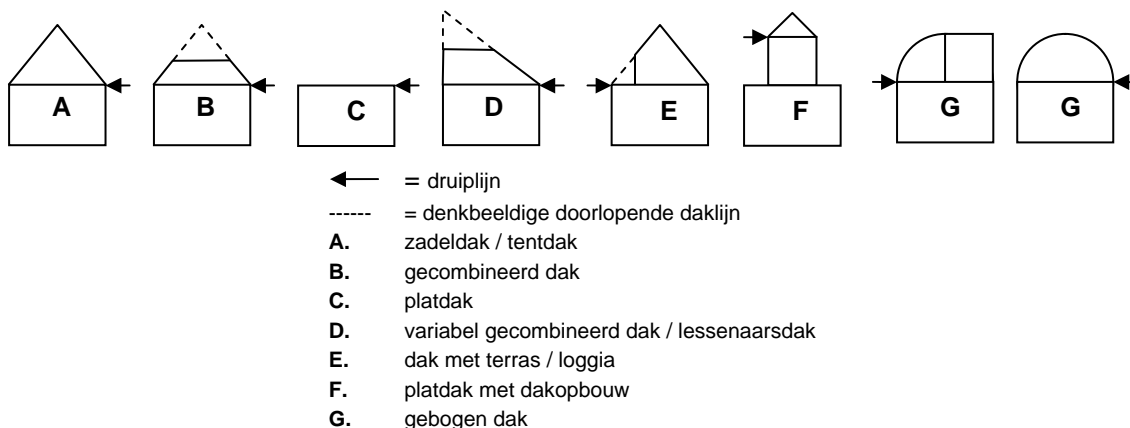 A B C D E F G G
= druiplijn
------ = denkbeeldige doorlopende daklijn
A. zadeldak / tentdak
B. gecombineerd dak
C. platdak
D. variabel gecombineerd dak / lessenaarsdak
E. dak met terras / loggia
F. platdak met dakopbouw
G. gebogen dak